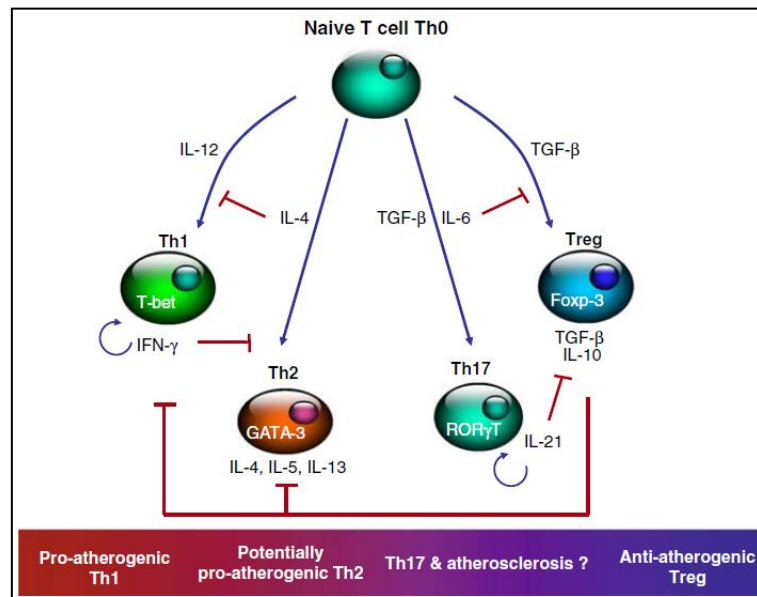 Naive T cell Th0
IL-12
TGF-β
IL-4
TGF-β
IL-6
Th1
Treg
T-bet
Foxp-3
IFN-γ
TGF-β
IL-10
Th2
Th17
GATA-3
RORγT
IL-21
IL-4, IL-5, IL-13
Pro-atherogenic
Th1
Potentially
pro-atherogenic Th2
Th17 & atherosclerosis ?
Anti-atherogenic
Treg